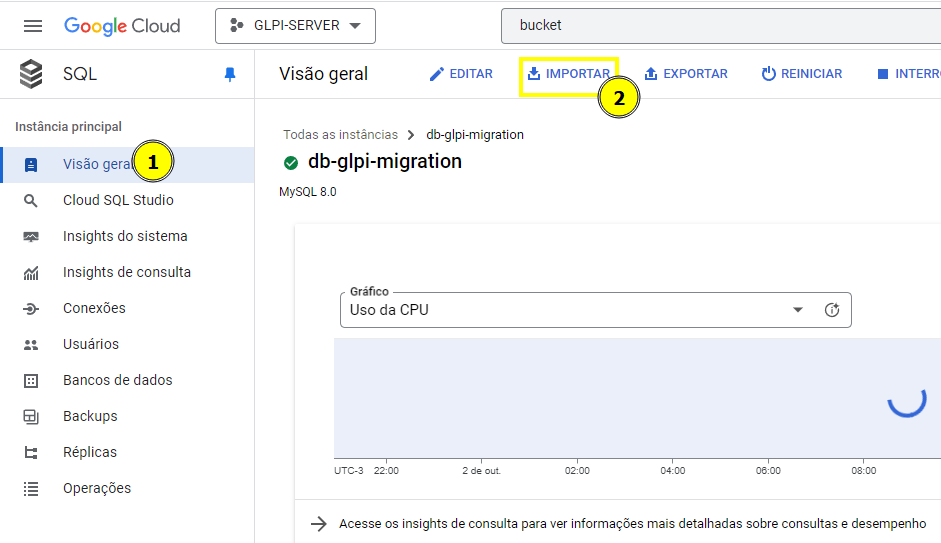 Google Cloud
GLPI-SERVER
bucket
SQL
Visão geral
EDITAR
IMPORTAR
EXPORTAR
REINICIAR
INTERRO
2
Instância principal
Visão geral
1
Cloud SQL Studio
Insights do sistema
Insights de consulta
Conexões
Usuários
Bancos de dados
Backups
Réplicas
Operações
Todas as instâncias
db-glpi-migration
db-glpi-migration
MySQL 8.0
Gráfico
Uso da CPU
UTC-3 22:00 2 de out. 02:00 04:00 06:00 08:00
Acesse os insights de consulta para ver informações mais detalhadas sobre consultas e desempenho